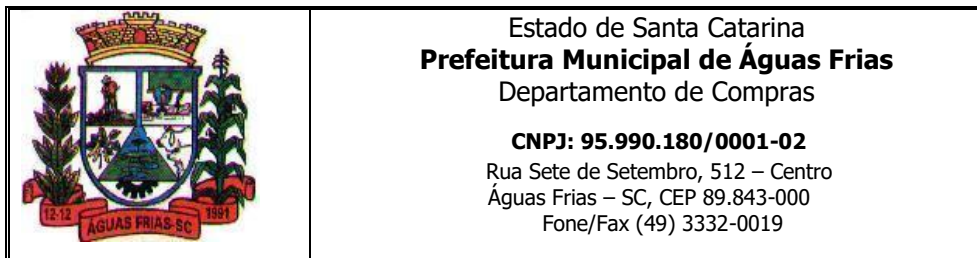 Estado de Santa Catarina
Prefeitura Municipal de Águas Frias
Departamento de Compras
CNPJ: 95.990.180/0001-02
Rua Sete de Setembro, 512 – Centro
Águas Frias – SC, CEP 89.843-000
Fone/Fax (49) 3332-0019
12-12
ÁGUAS FRIAS-SC
1991